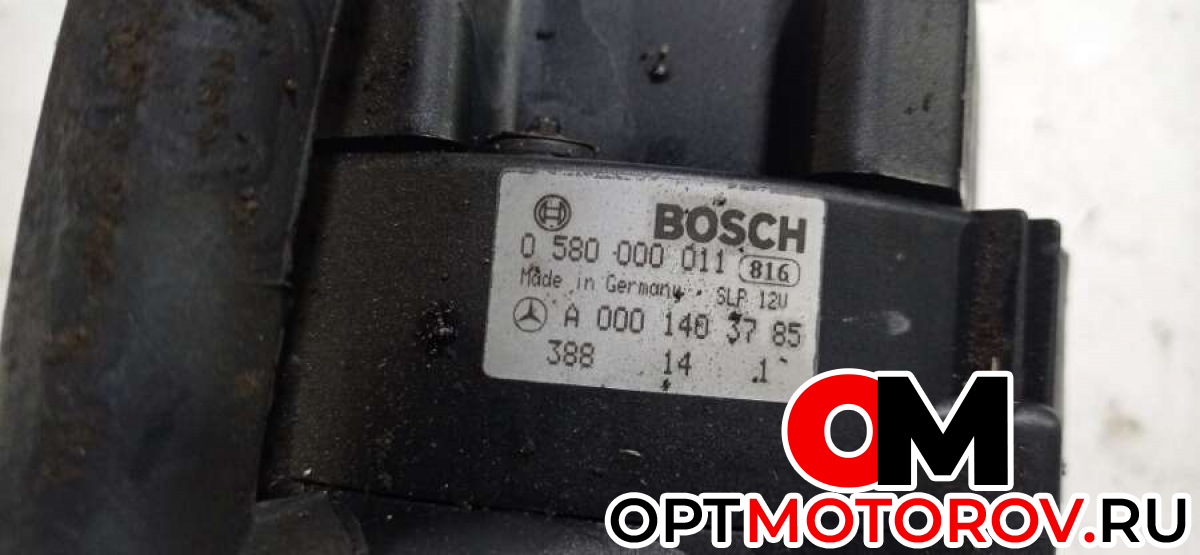 BOSCH
0 580 000 011 816
Made in Germany SLP 12V
A 000 140 37 85
388 14 1
OM
OPTMOTOROV.RU